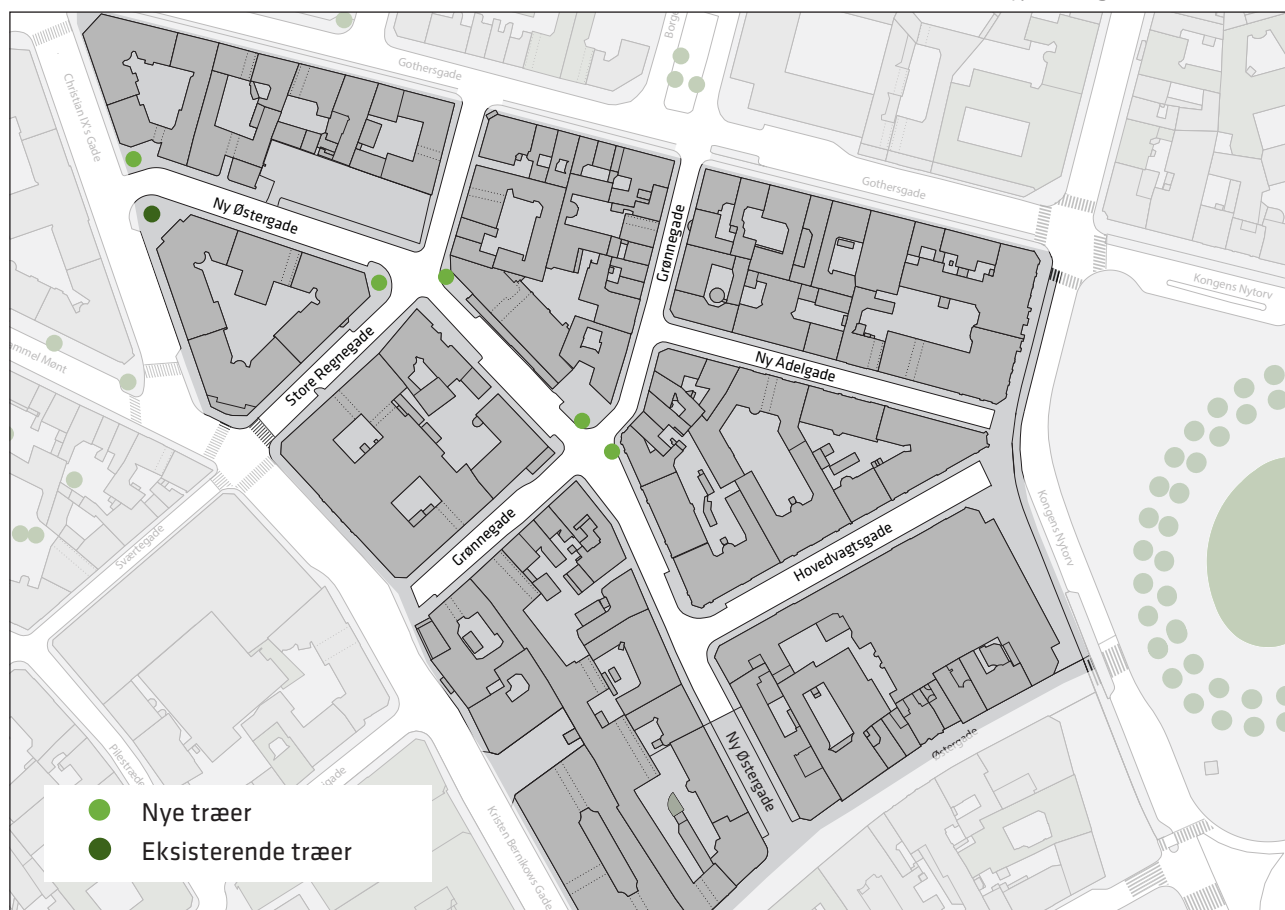 Gothersgade
Christian IX's Gade
Gothersgade
Kongens Nytorv
Ny Østergade
Grønnegade
Ny Adelgade
Store Regnegade
Mønt
Kongens Nytorv
Sværtegade
Grønnegade
Hovedvagtsgade
Ny Østergade
Østergade
Pilestræde
Kristen Bernikows Gade
Nye træer
Eksisterende træer